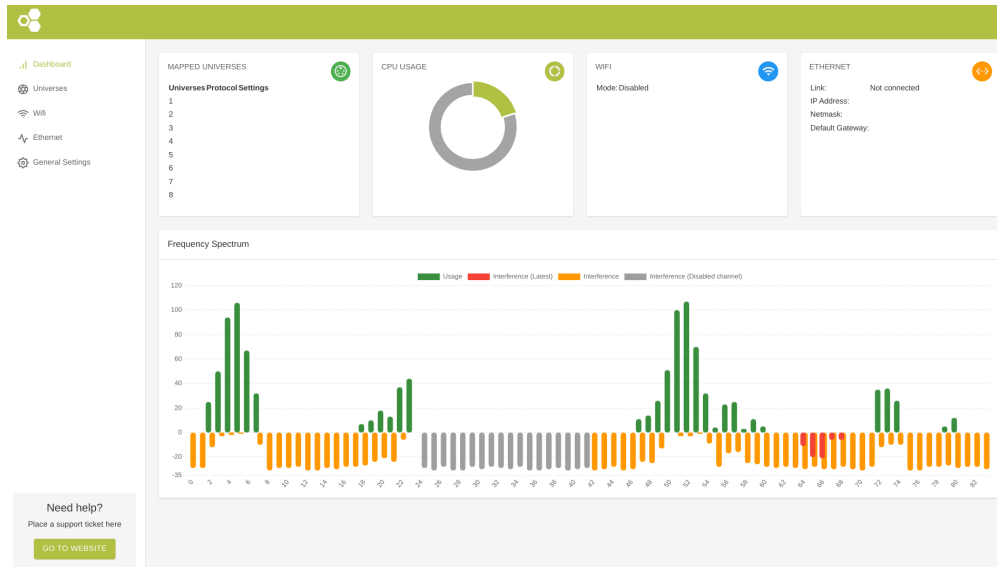 Dashboard
Universes
Wifi
Ethernet
General Settings
Need help?
Place a support ticket here
GO TO WEBSITE
MAPPED UNIVERSES
Universes Protocol Settings
1
2
3
4
5
6
7
8
CPU USAGE
WIFI
Mode: Disabled
ETHERNET
Link: Not connected
IP Address:
Netmask:
Default Gateway:
Frequency Spectrum
Usage Interference (Latest) Interference Interference (Disabled channel)
120
100
80
60
40
20
0
-20
-35
0 2 4 6 8 10 12 14 16 18 20 22 24 26 28 30 32 34 36 38 40 42 44 46 48 50 52 54 56 58 60 62 64 66 68 70 72 74 76 78 80 82